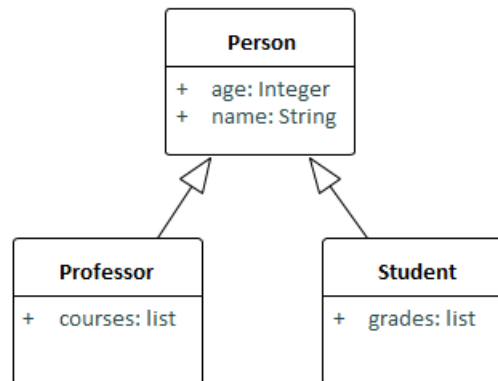 Person
+ age: Integer
+ name: String
Professor
+ courses: list
Student
+ grades: list